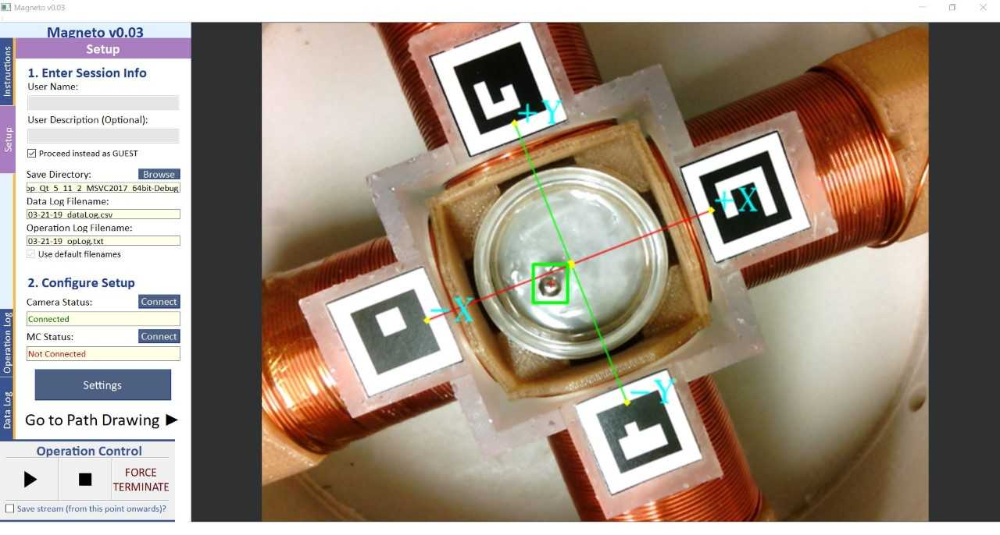 Magneto v0.03
Magneto v0.03
Instructions
Setup
Operation Log
Data Log
Setup
1. Enter Session Info
User Name:
User Description (Optional):
Proceed instead as GUEST
Save Directory:
Browse
op_Qt_5_11_2_MSVC2017_64bit-Debug
Data Log Filename:
03-21-19_dataLog.csv
Operation Log Filename:
03-21-19_opLog.txt
Use default filenames
2. Configure Setup
Camera Status:
Connect
Connected
MC Status:
Connect
Not Connected
Settings
Go to Path Drawing
Operation Control
FORCE
TERMINATE
Save stream (from this point onwards)?
+Y
+X
-X
-Y